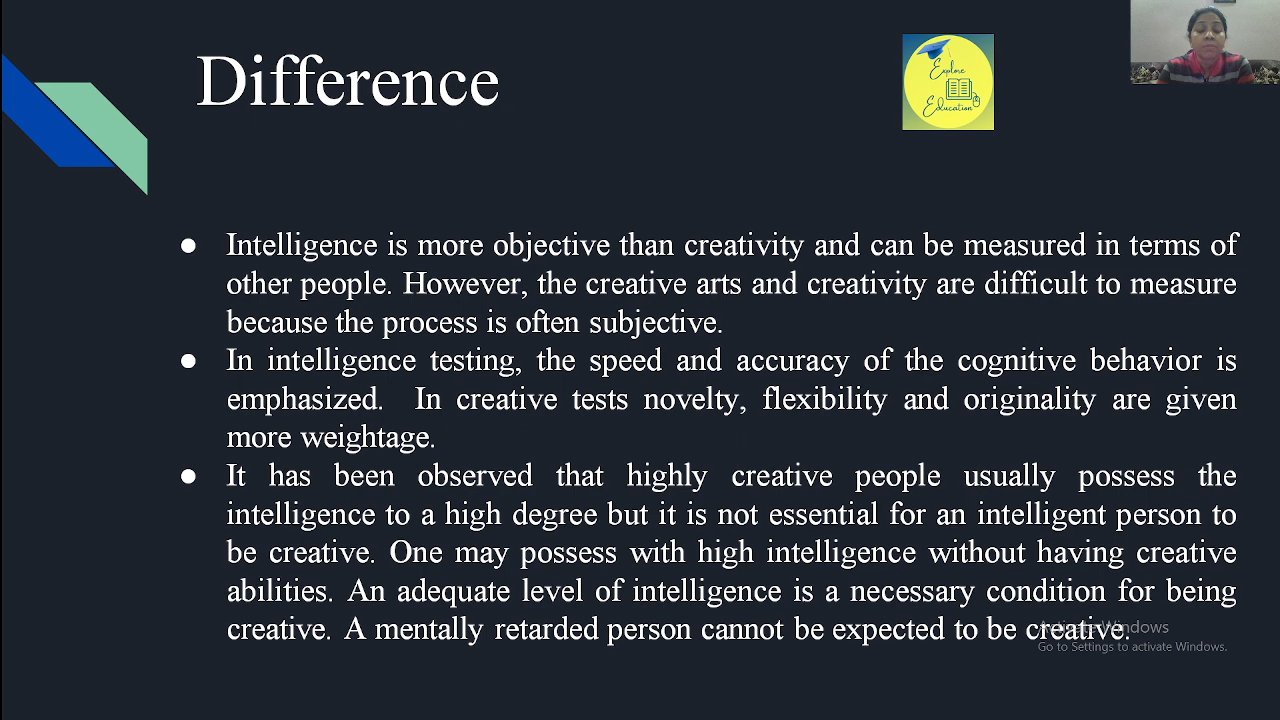 Difference
Explore
Education
● Intelligence is more objective than creativity and can be measured in terms of
other people. However, the creative arts and creativity are difficult to measure
because the process is often subjective.
● In intelligence testing, the speed and accuracy of the cognitive behavior is
emphasized. In creative tests novelty, flexibility and originality are given
more weightage.
● It has been observed that highly creative people usually possess the
intelligence to a high degree but it is not essential for an intelligent person to
be creative. One may possess with high intelligence without having creative
abilities. An adequate level of intelligence is a necessary condition for being
creative. A mentally retarded person cannot be expected to be creative.
Activate Windows
Go to Settings to activate Windows.